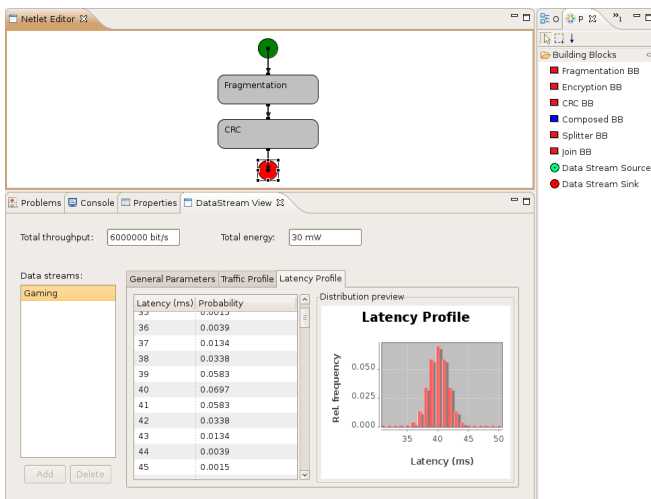 Netlet Editor
O P »1
Fragmentation
CRC
Building Blocks
Fragmentation BB
Encryption BB
CRC BB
Composed BB
Splitter BB
Join BB
Data Stream Source
Data Stream Sink
Problems Console Properties DataStream View
Total throughput: 6000000 bit/s Total energy: 30 mW
Data streams:
Gaming
Add Delete
General Parameters Traffic Profile Latency Profile
Latency (ms) Probability
35 0.0015
36 0.0039
37 0.0134
38 0.0338
39 0.0583
40 0.0697
41 0.0583
42 0.0338
43 0.0134
44 0.0039
45 0.0015
Distribution preview
Latency Profile
Rel. frequency
0.050
0.025
0.000
35 40 45 50
Latency (ms)